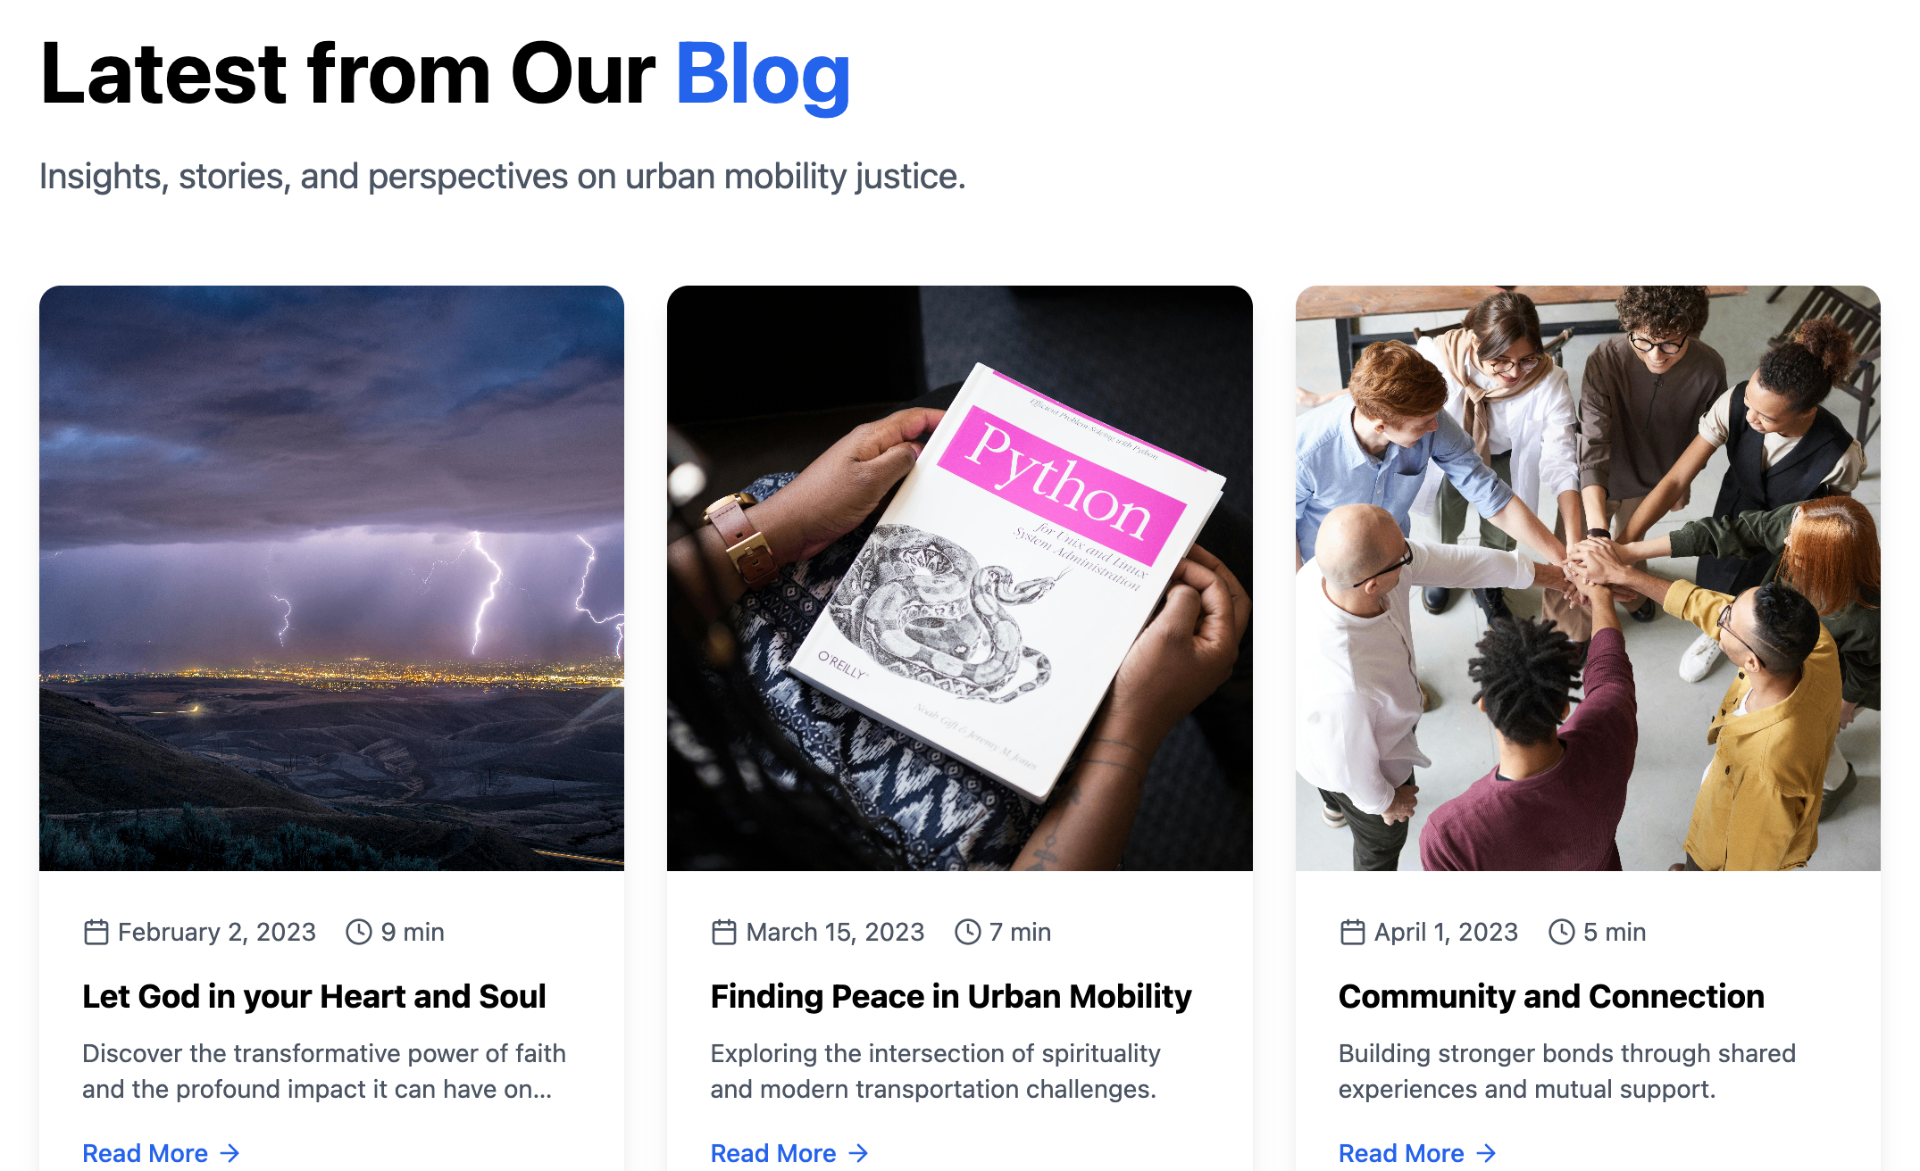 Latest from Our Blog
Insights, stories, and perspectives on urban mobility justice.
Efficient Problem-Solving with Python
Python
for Unix and Linux
System Administration
O'REILLY
Noah Gift & Jeremy M. Jones
February 2, 2023 9 min
Let God in your Heart and Soul
Discover the transformative power of faith
and the profound impact it can have on...
Read More →
March 15, 2023 7 min
Finding Peace in Urban Mobility
Exploring the intersection of spirituality
and modern transportation challenges.
Read More →
April 1, 2023 5 min
Community and Connection
Building stronger bonds through shared
experiences and mutual support.
Read More →